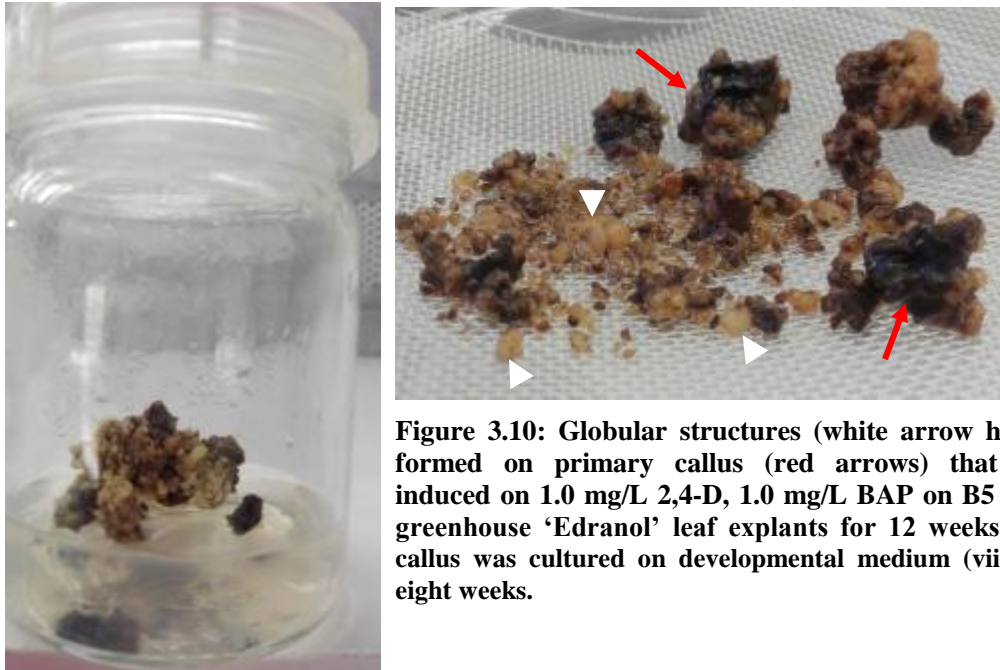 Figure 3.10: Globular structures (white arrow h
formed on primary callus (red arrows) that
induced on 1.0 mg/L 2,4-D, 1.0 mg/L BAP on B5
greenhouse ‘Edranol’ leaf explants for 12 weeks
callus was cultured on developmental medium (vii
eight weeks.